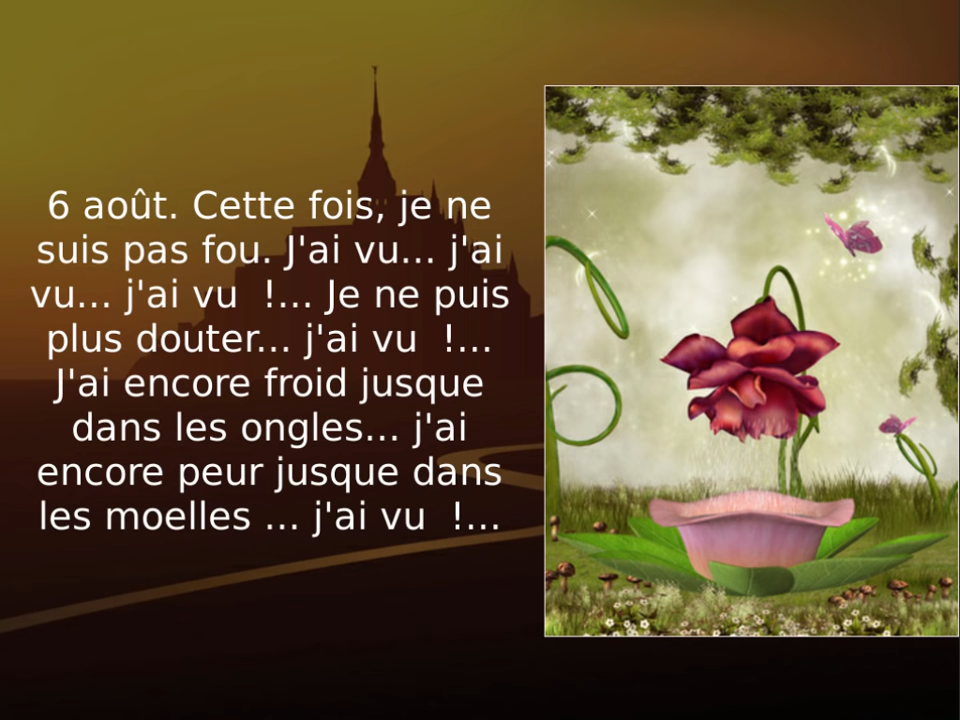 6 août. Cette fois, je ne
suis pas fou. J'ai vu... j'ai
vu... j'ai vu  !... Je ne puis
plus douter... j'ai vu  !...
J'ai encore froid jusque
dans les ongles... j'ai
encore peur jusque dans
les moelles ... j'ai vu  !...